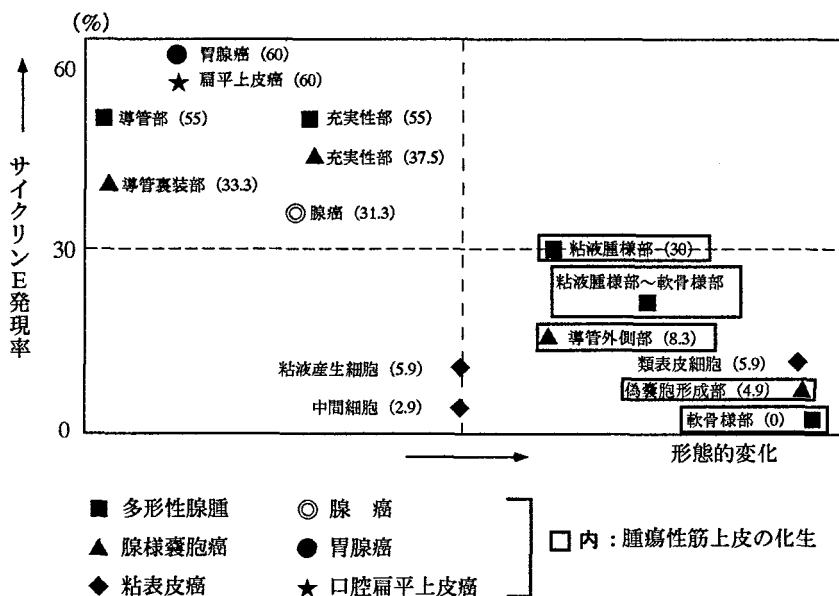 (%)
60
胃腺癌 (60)
扁平上皮癌 (60)
導管部 (55)
充実性部 (55)
充実性部 (37.5)
導管裏装部 (33.3)
腺癌 (31.3)
サイクリンE発現率
30
粘液腫様部 (30)
粘液腫様部〜軟骨様部
導管外側部 (8.3)
粘液産生細胞 (5.9)
類表皮細胞 (5.9)
偽嚢胞形成部 (4.9)
中間細胞 (2.9)
軟骨様部 (0)
0
形態的変化
多形性腺腫
腺癌
腺様嚢胞癌
胃腺癌
内：腫瘍性筋上皮の化生
粘表皮癌
口腔扁平上皮癌